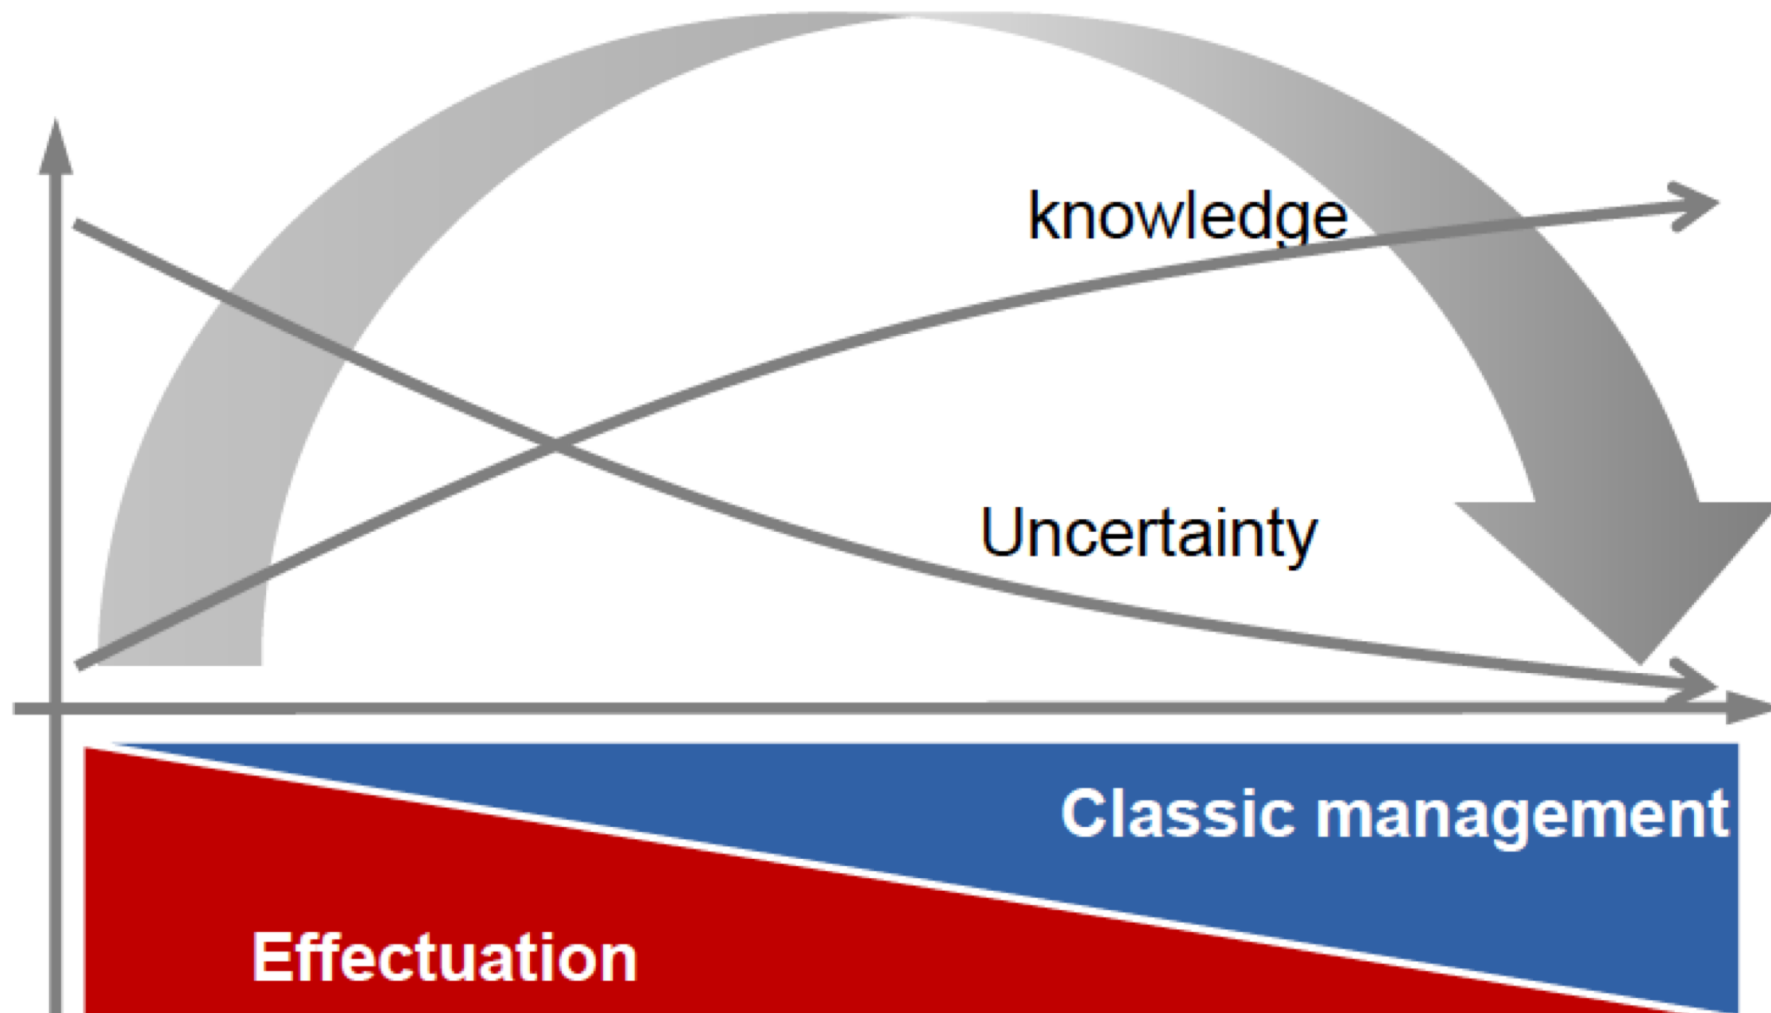 knowledge
Uncertainty
Classic management
Effectuation